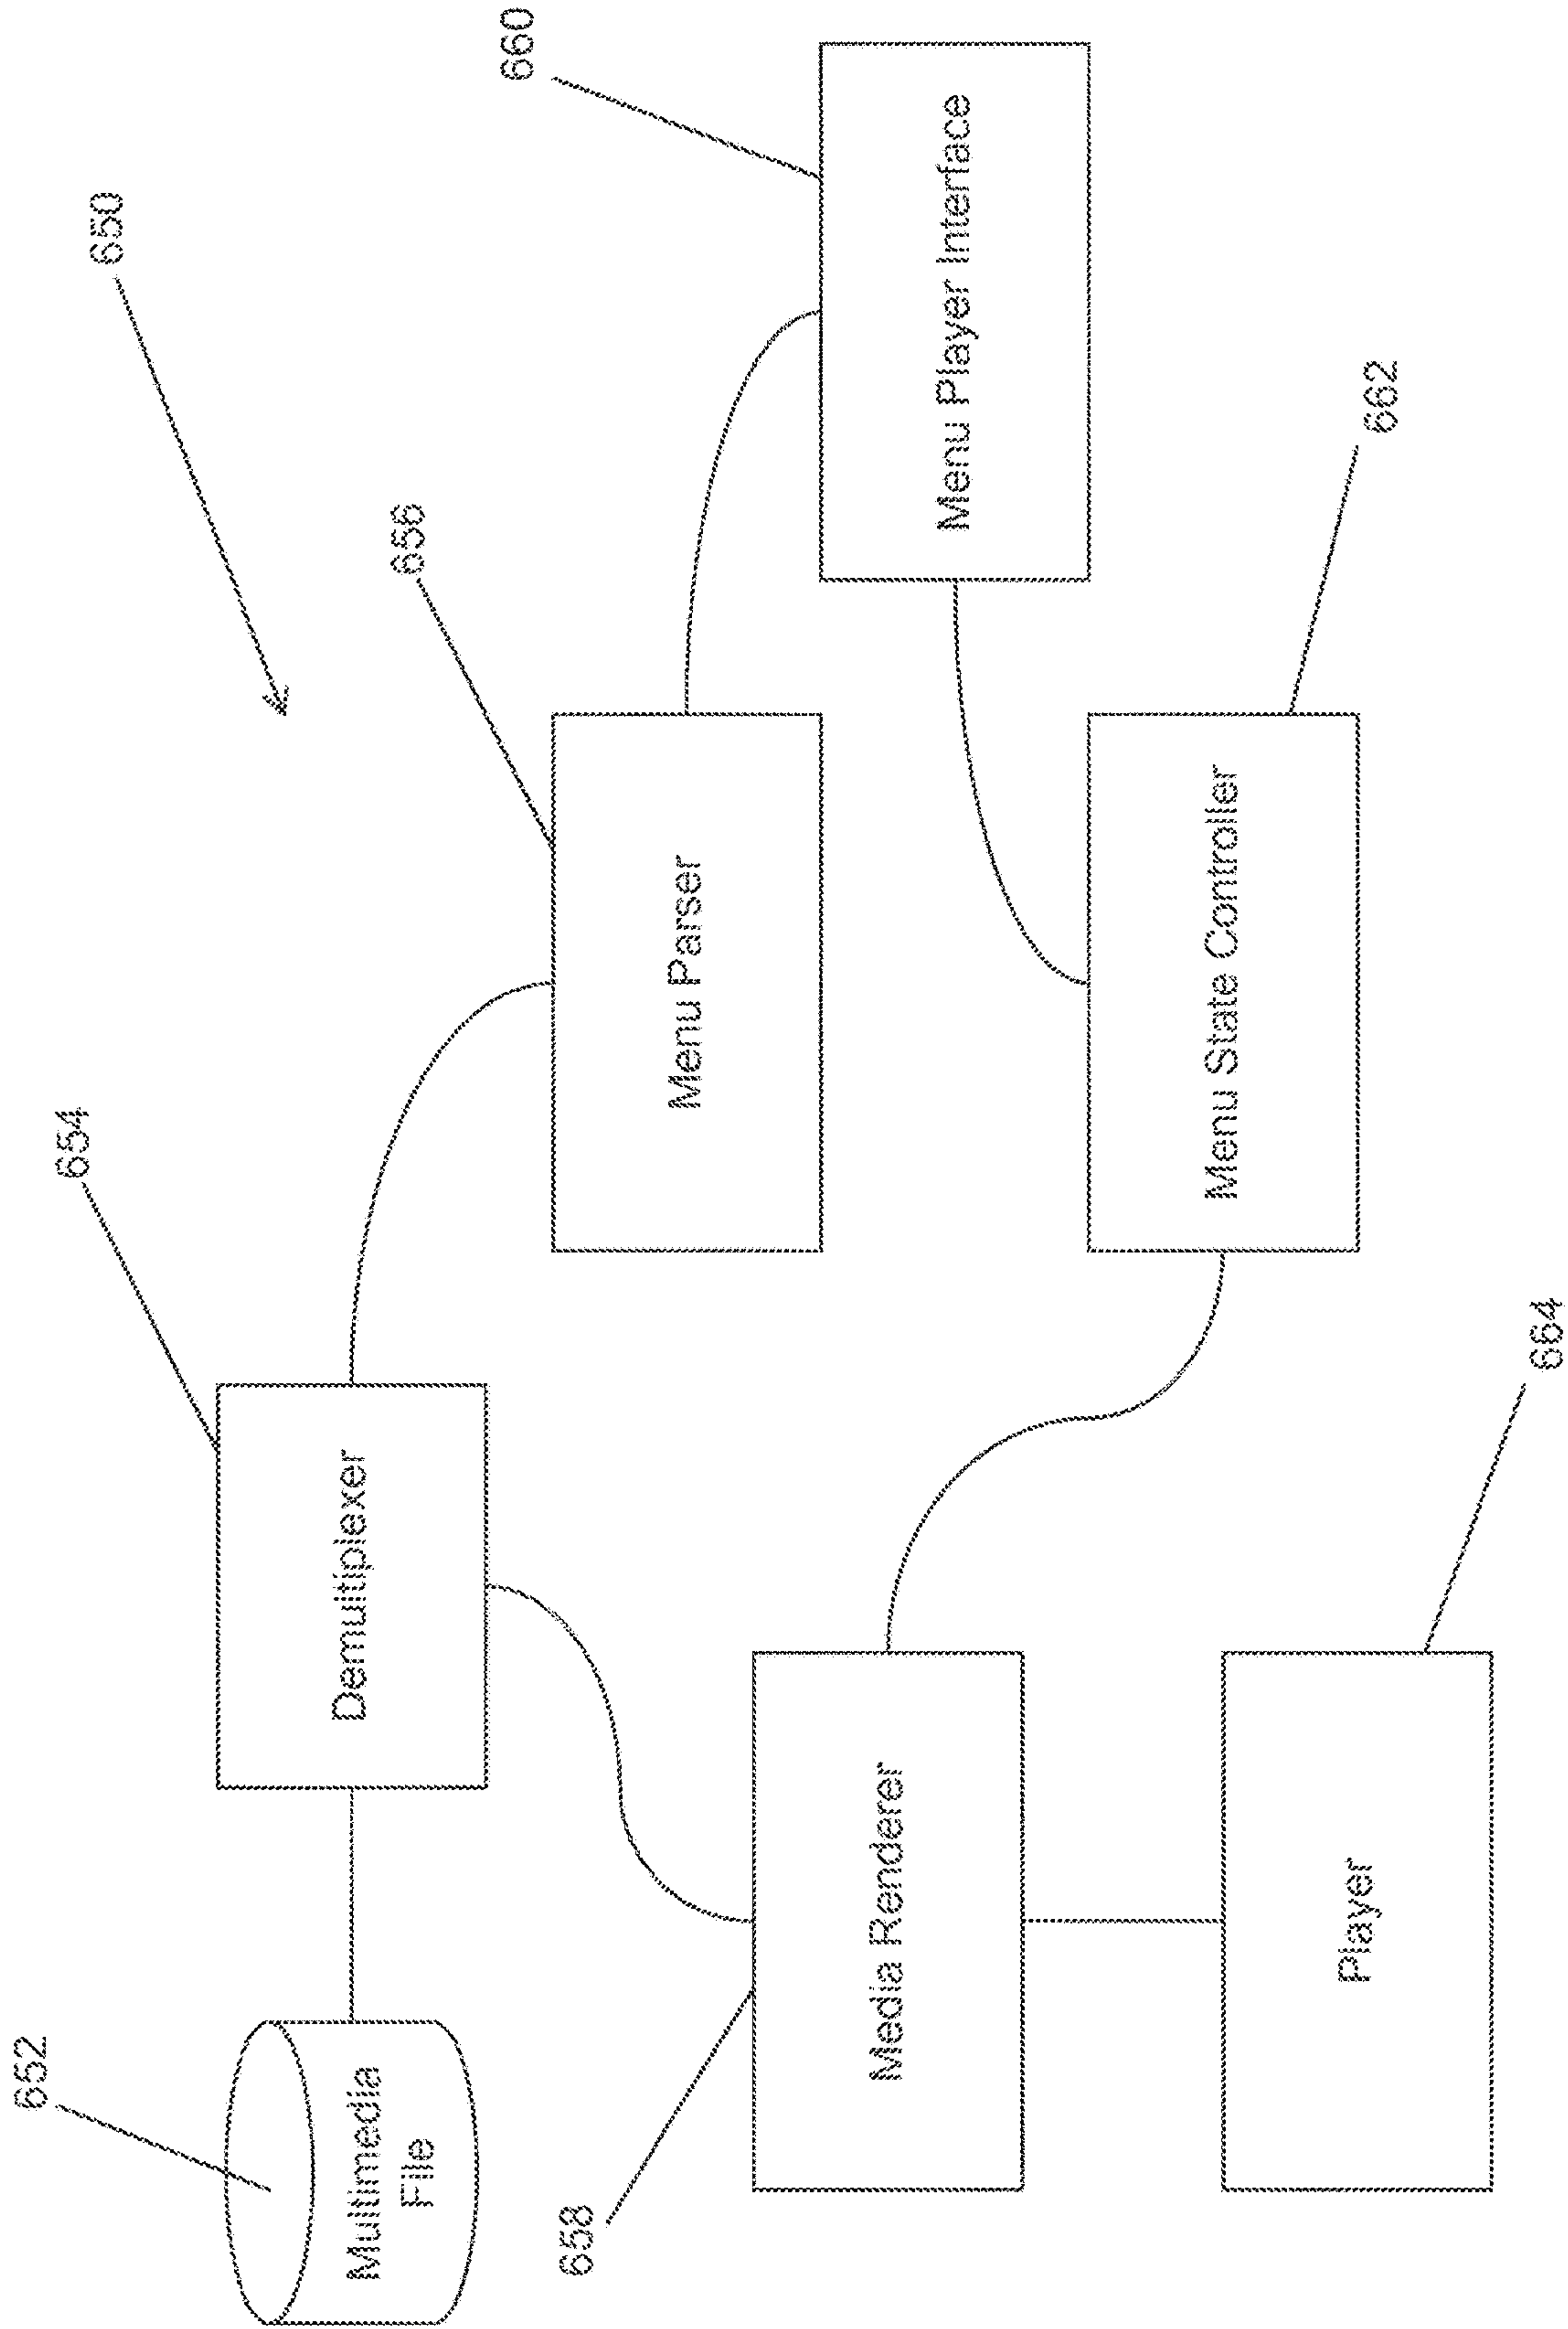 652
654
650
Multimedia
File
Demultiplexer
656
660
658
Menu Parser
Media Renderer
Menu Player Interface
Menu State Controller
Player
662
664